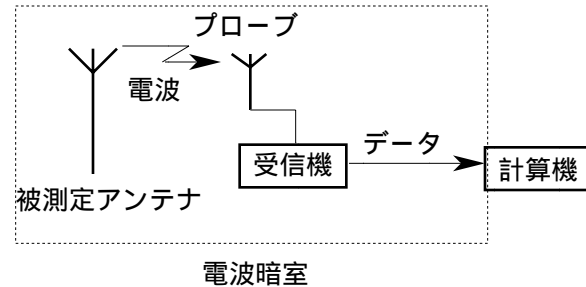 プローブ
電波
受信機
データ
計算機
被測定アンテナ
電波暗室